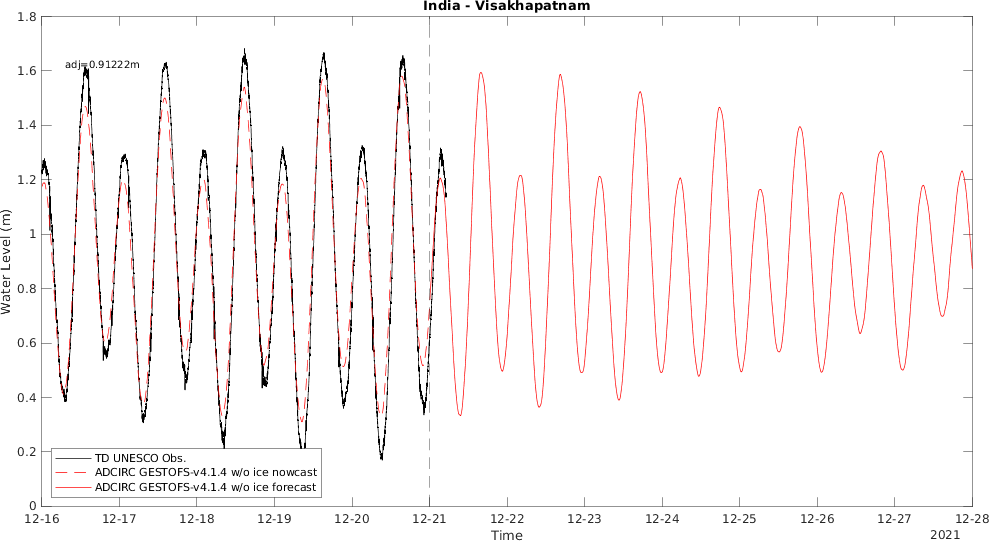 India - Visakhapatnam
adj=0.91222m
Water Level (m)
1.8
1.6
1.4
1.2
1
0.8
0.6
0.4
0.2
0
TD UNESCO Obs.
ADCIRC GESTOFS-v4.1.4 w/o ice nowcast
ADCIRC GESTOFS-v4.1.4 w/o ice forecast
12-16 12-17 12-18 12-19 12-20 12-21 12-22 12-23 12-24 12-25 12-26 12-27 12-28
Time
2021